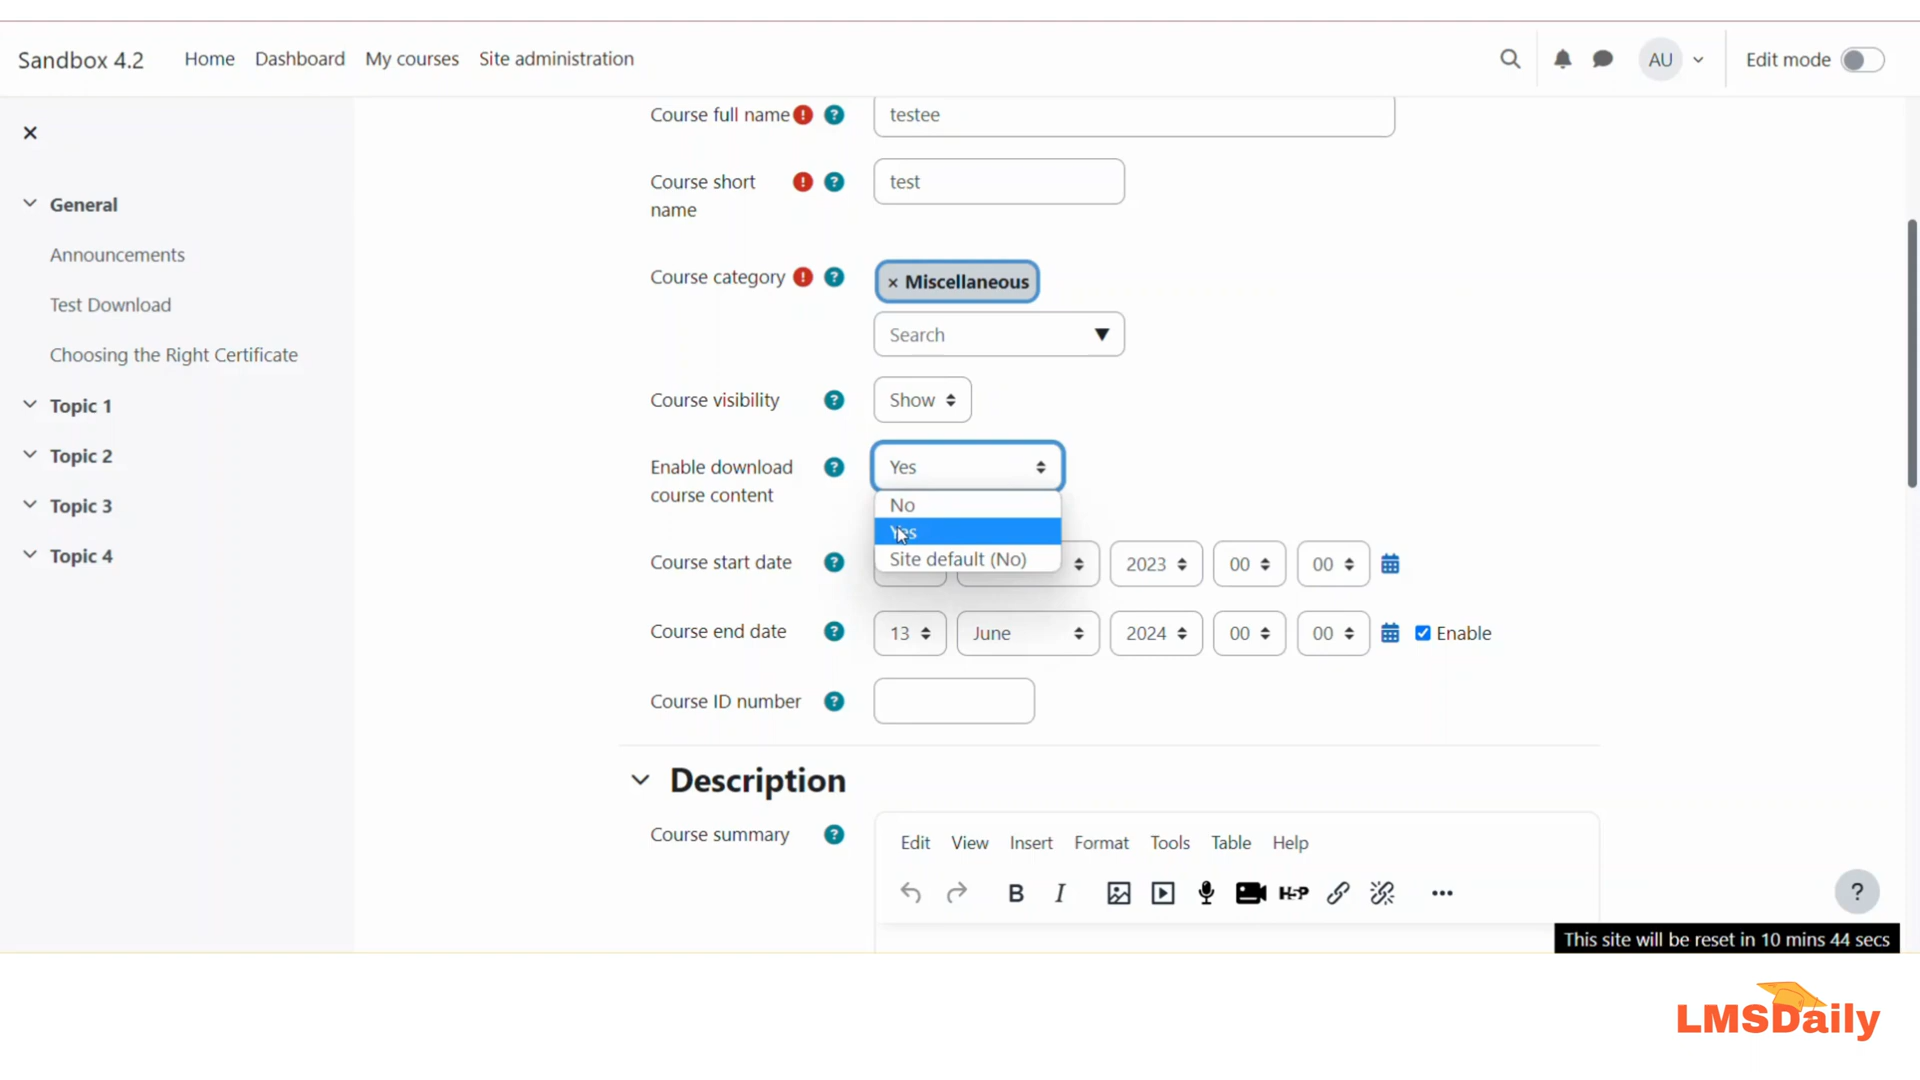 Sandbox 4.2 Home Dashboard My courses Site administration AU Edit mode
General
Announcements
Test Download
Choosing the Right Certificate
Topic 1
Topic 2
Topic 3
Topic 4
Course full name ! ? testee
Course short name ! ? test
Course category ! ? × Miscellaneous
Search
Course visibility ? Show
Enable download course content ? Yes
No
Yes
Site default (No)
Course start date ? 2023 00 00
Course end date ? 13 June 2024 00 00 Enable
Course ID number ?
Description
Course summary ? Edit View Insert Format Tools Table Help
B I H5P
?
This site will be reset in 10 mins 44 secs
LMSDaily